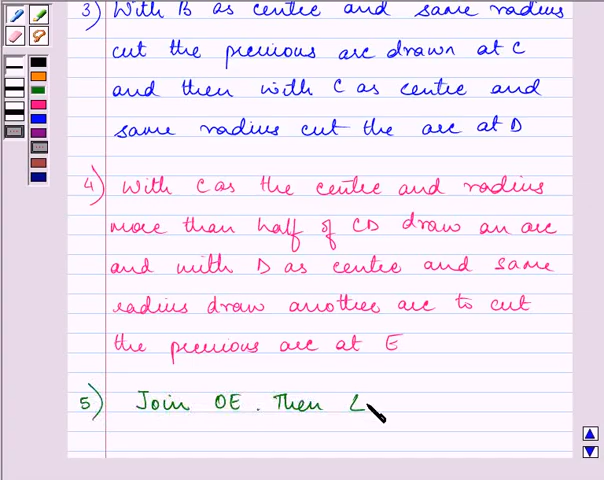 3) With B as centre and same radius
cut the previous arc drawn at C
and then with C as centre and
same radius cut the arc at D
4) With C as the centre and radius
more than half of CD draw an arc
and with D as centre and same
radius draw another arc to cut
the previous arc at E
5) Join OE. Then ∠